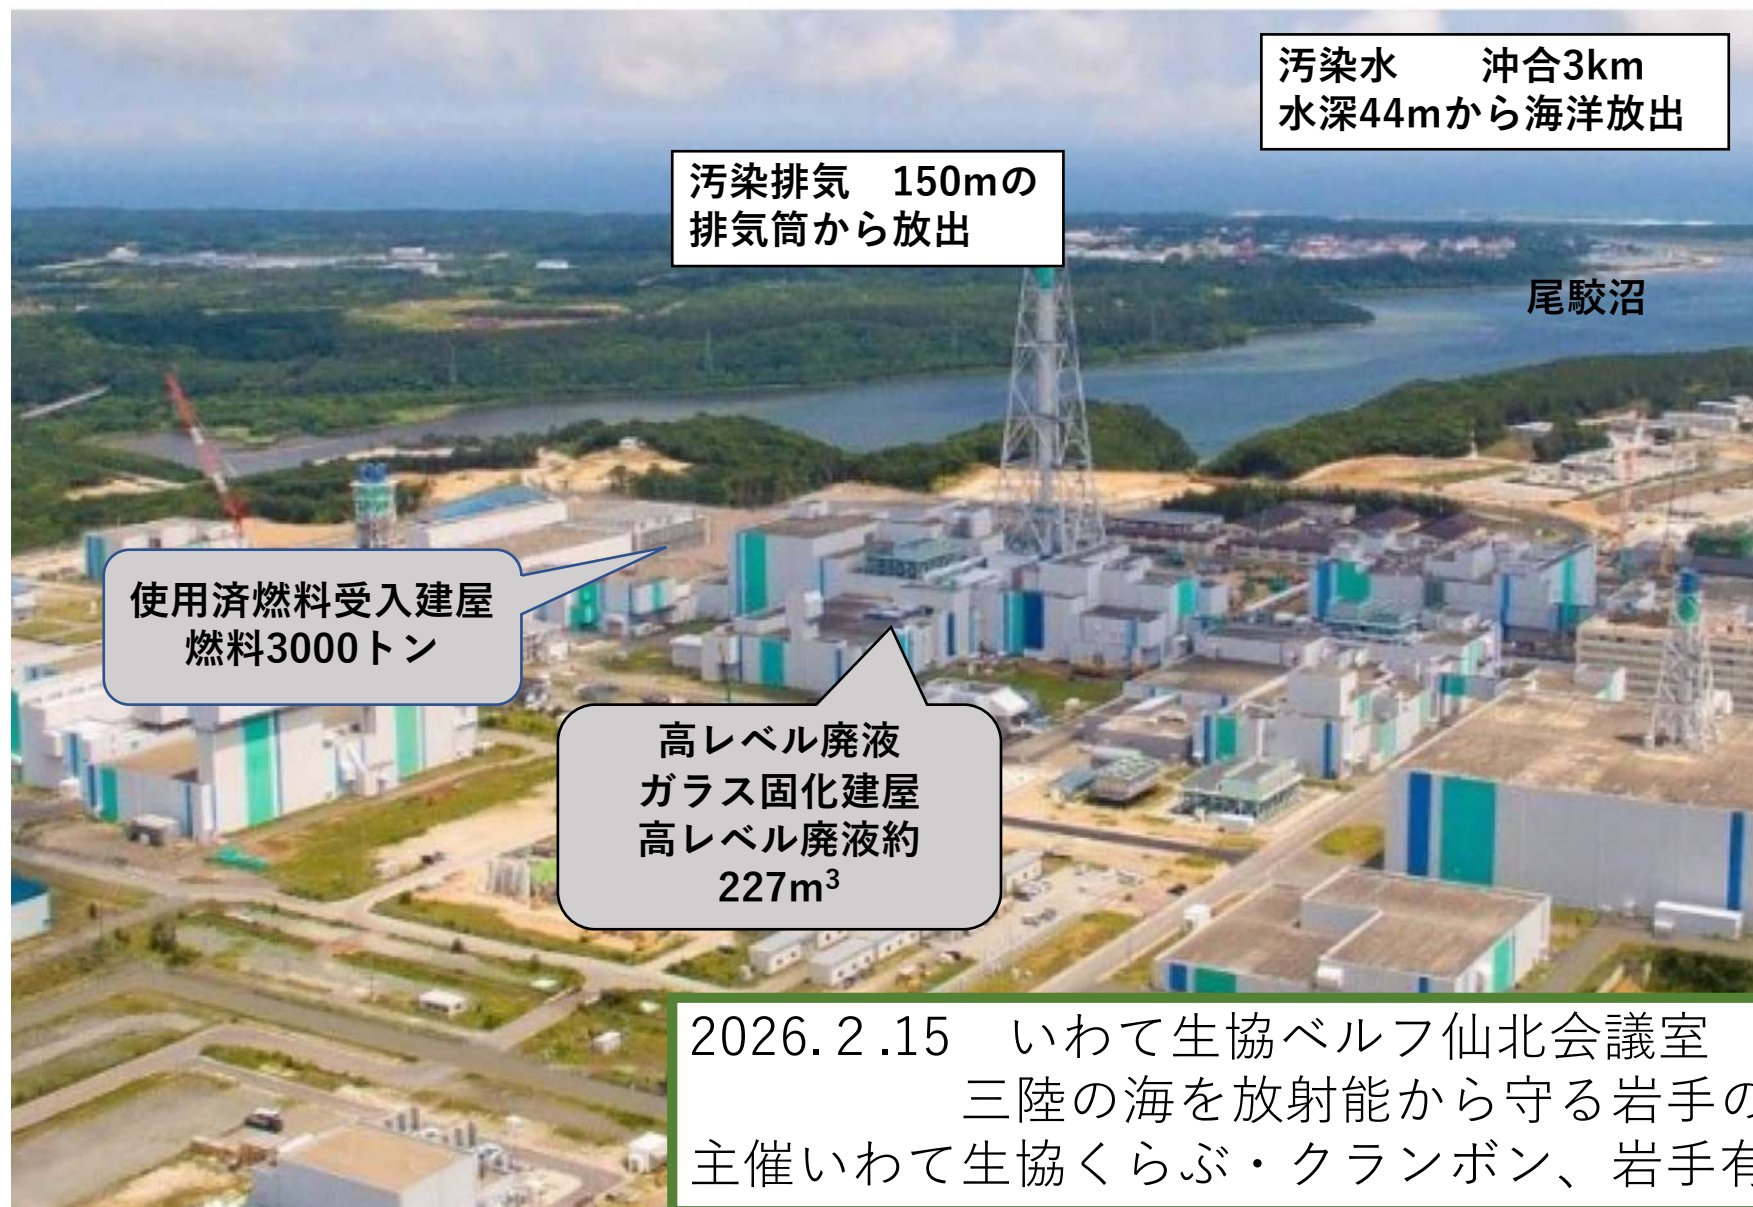 汚染水　　沖合3km
水深44mから海洋放出
汚染排気　150mの
排気筒から放出
尾駮沼
使用済燃料受入建屋
燃料3000トン
高レベル廃液
ガラス固化建屋
高レベル廃液約
227m³
2026.２.15　いわて生協ベルフ仙北会議室
三陸の海を放射能から守る岩手の
主催いわて生協くらぶ・クランボン、岩手有